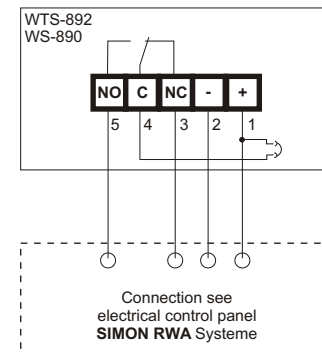 WTS-892
WS-890
NO C NC - +
5 4 3 2 1
Connection see
electrical control panel
SIMON RWA Systeme